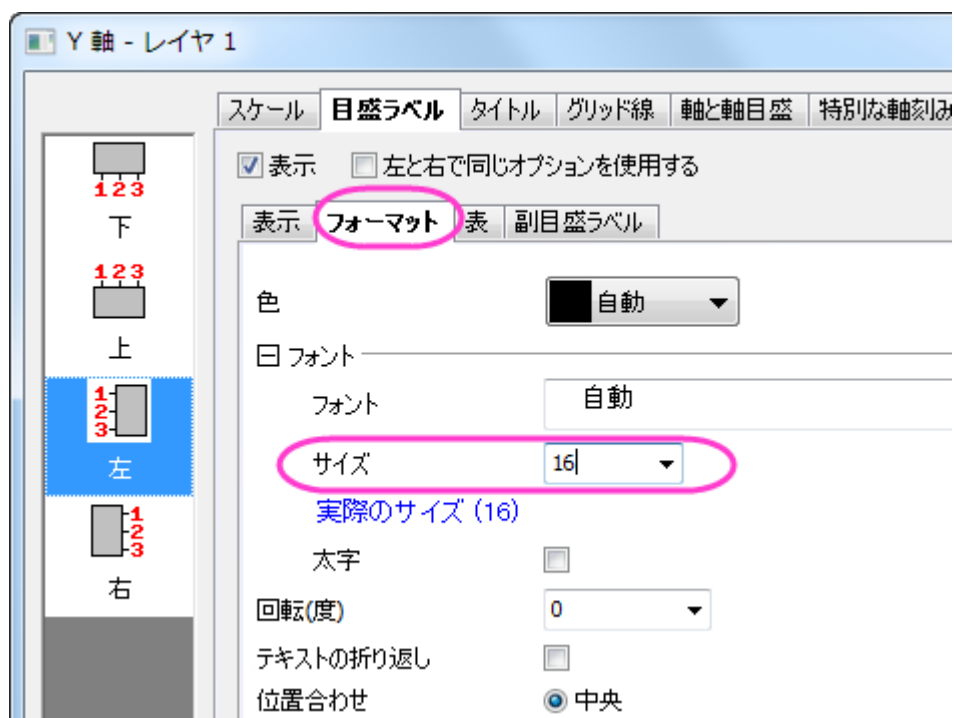 Y 軸 - レイヤ 1
スケール 目盛ラベル タイトル グリッド線 軸と軸目盛 特別な軸刻み
表示 左と右で同じオプションを使用する
表示 フォーマット 表 副目盛ラベル
123
下
123
上
1
2
3
左
1
2
3
右
色 自動
フォント
フォント 自動
サイズ 16
実際のサイズ (16)
太字
回転(度) 0
テキストの折り返し
位置合わせ 中央